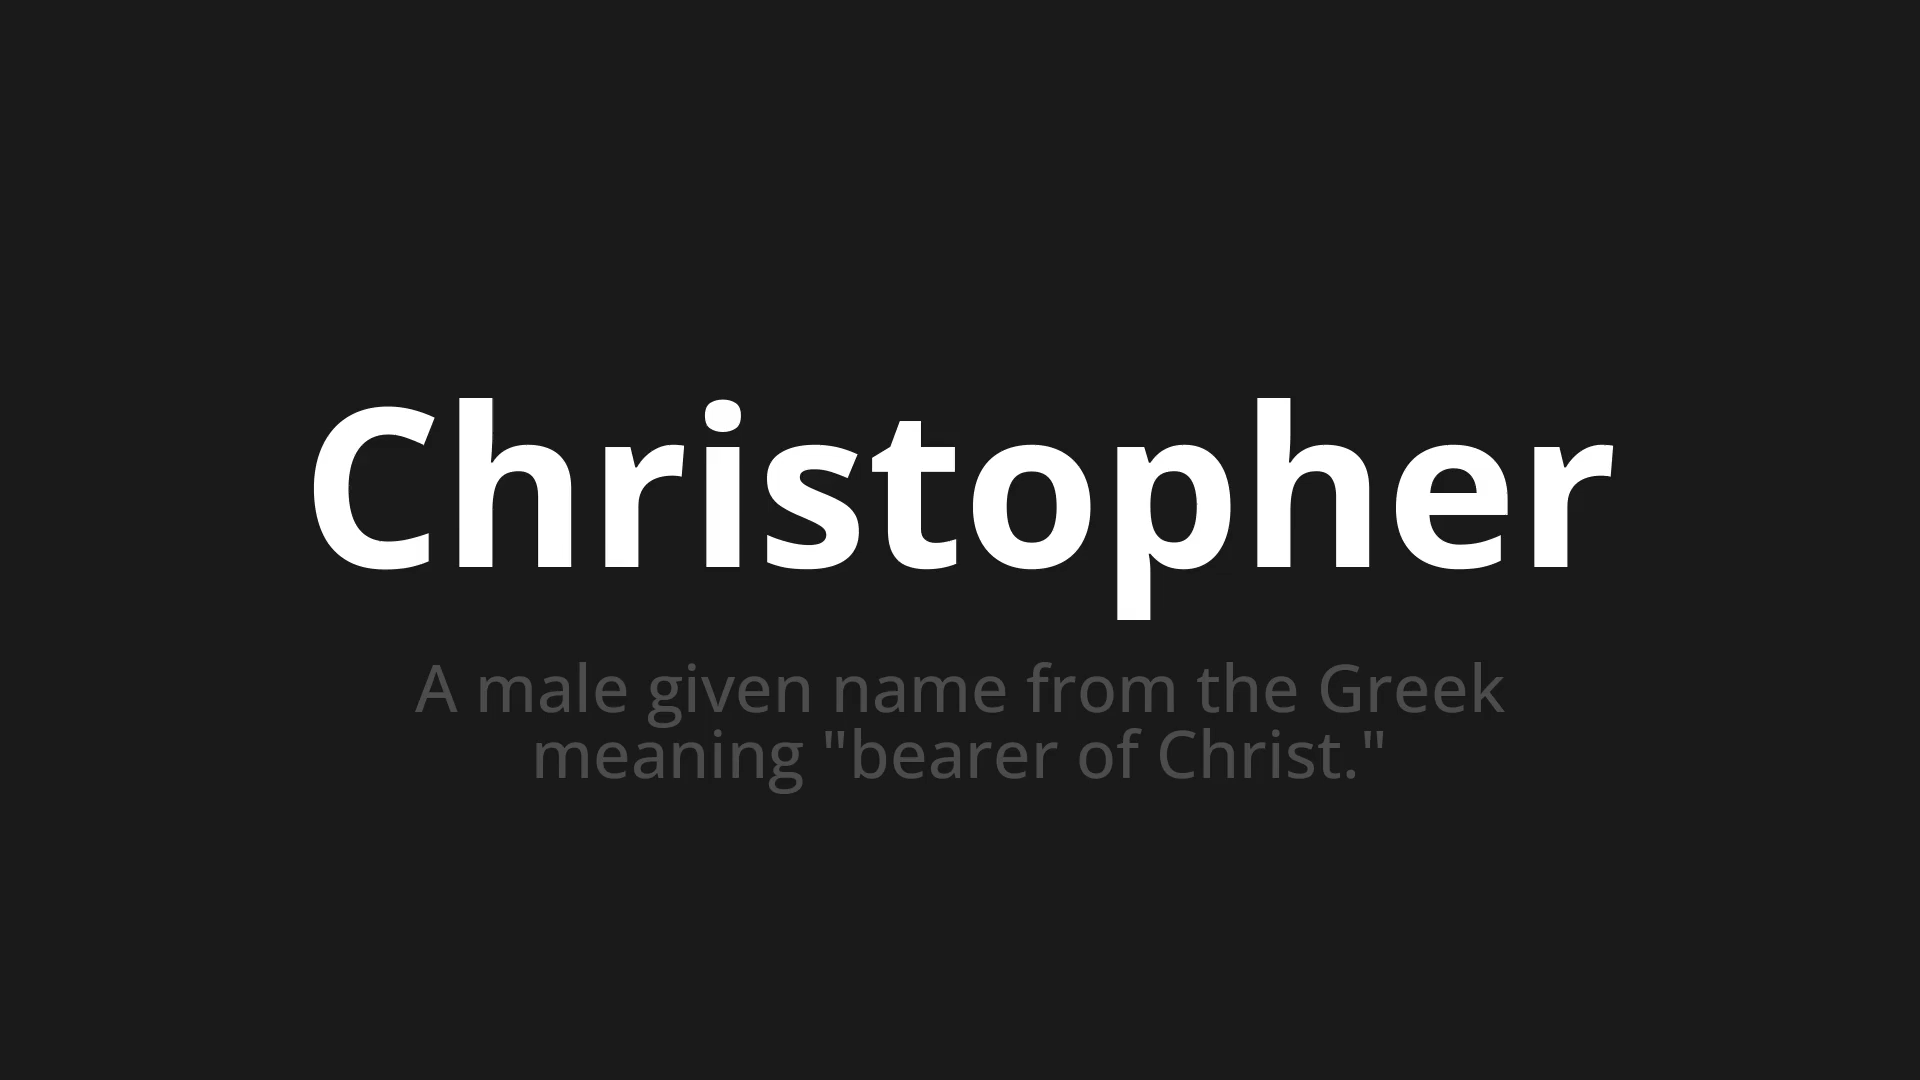 Christopher
A male given name from the Greek
meaning "bearer of Christ."